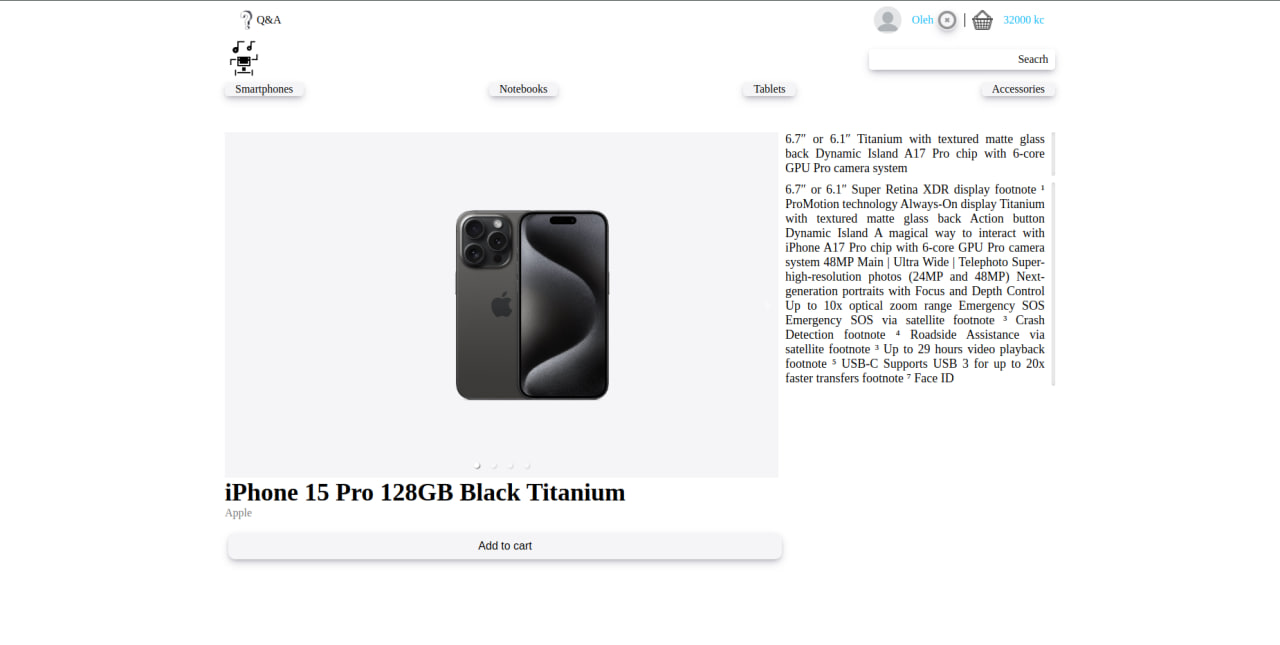 Q&A
Oleh | 32000 kc
Seacrh
Smartphones
Notebooks
Tablets
Accessories
6.7″ or 6.1″ Titanium with textured matte glass
back Dynamic Island A17 Pro chip with 6-core
GPU Pro camera system
6.7″ or 6.1″ Super Retina XDR display footnote ¹
ProMotion technology Always-On display Titanium
with textured matte glass back Action button
Dynamic Island A magical way to interact with
iPhone A17 Pro chip with 6-core GPU Pro camera
system 48MP Main | Ultra Wide | Telephoto Super-
high-resolution photos (24MP and 48MP) Next-
generation portraits with Focus and Depth Control
Up to 10x optical zoom range Emergency SOS
Emergency SOS via satellite footnote ³ Crash
Detection footnote ⁴ Roadside Assistance via
satellite footnote ³ Up to 29 hours video playback
footnote ⁵ USB-C Supports USB 3 for up to 20x
faster transfers footnote ⁷ Face ID
iPhone 15 Pro 128GB Black Titanium
Apple
Add to cart